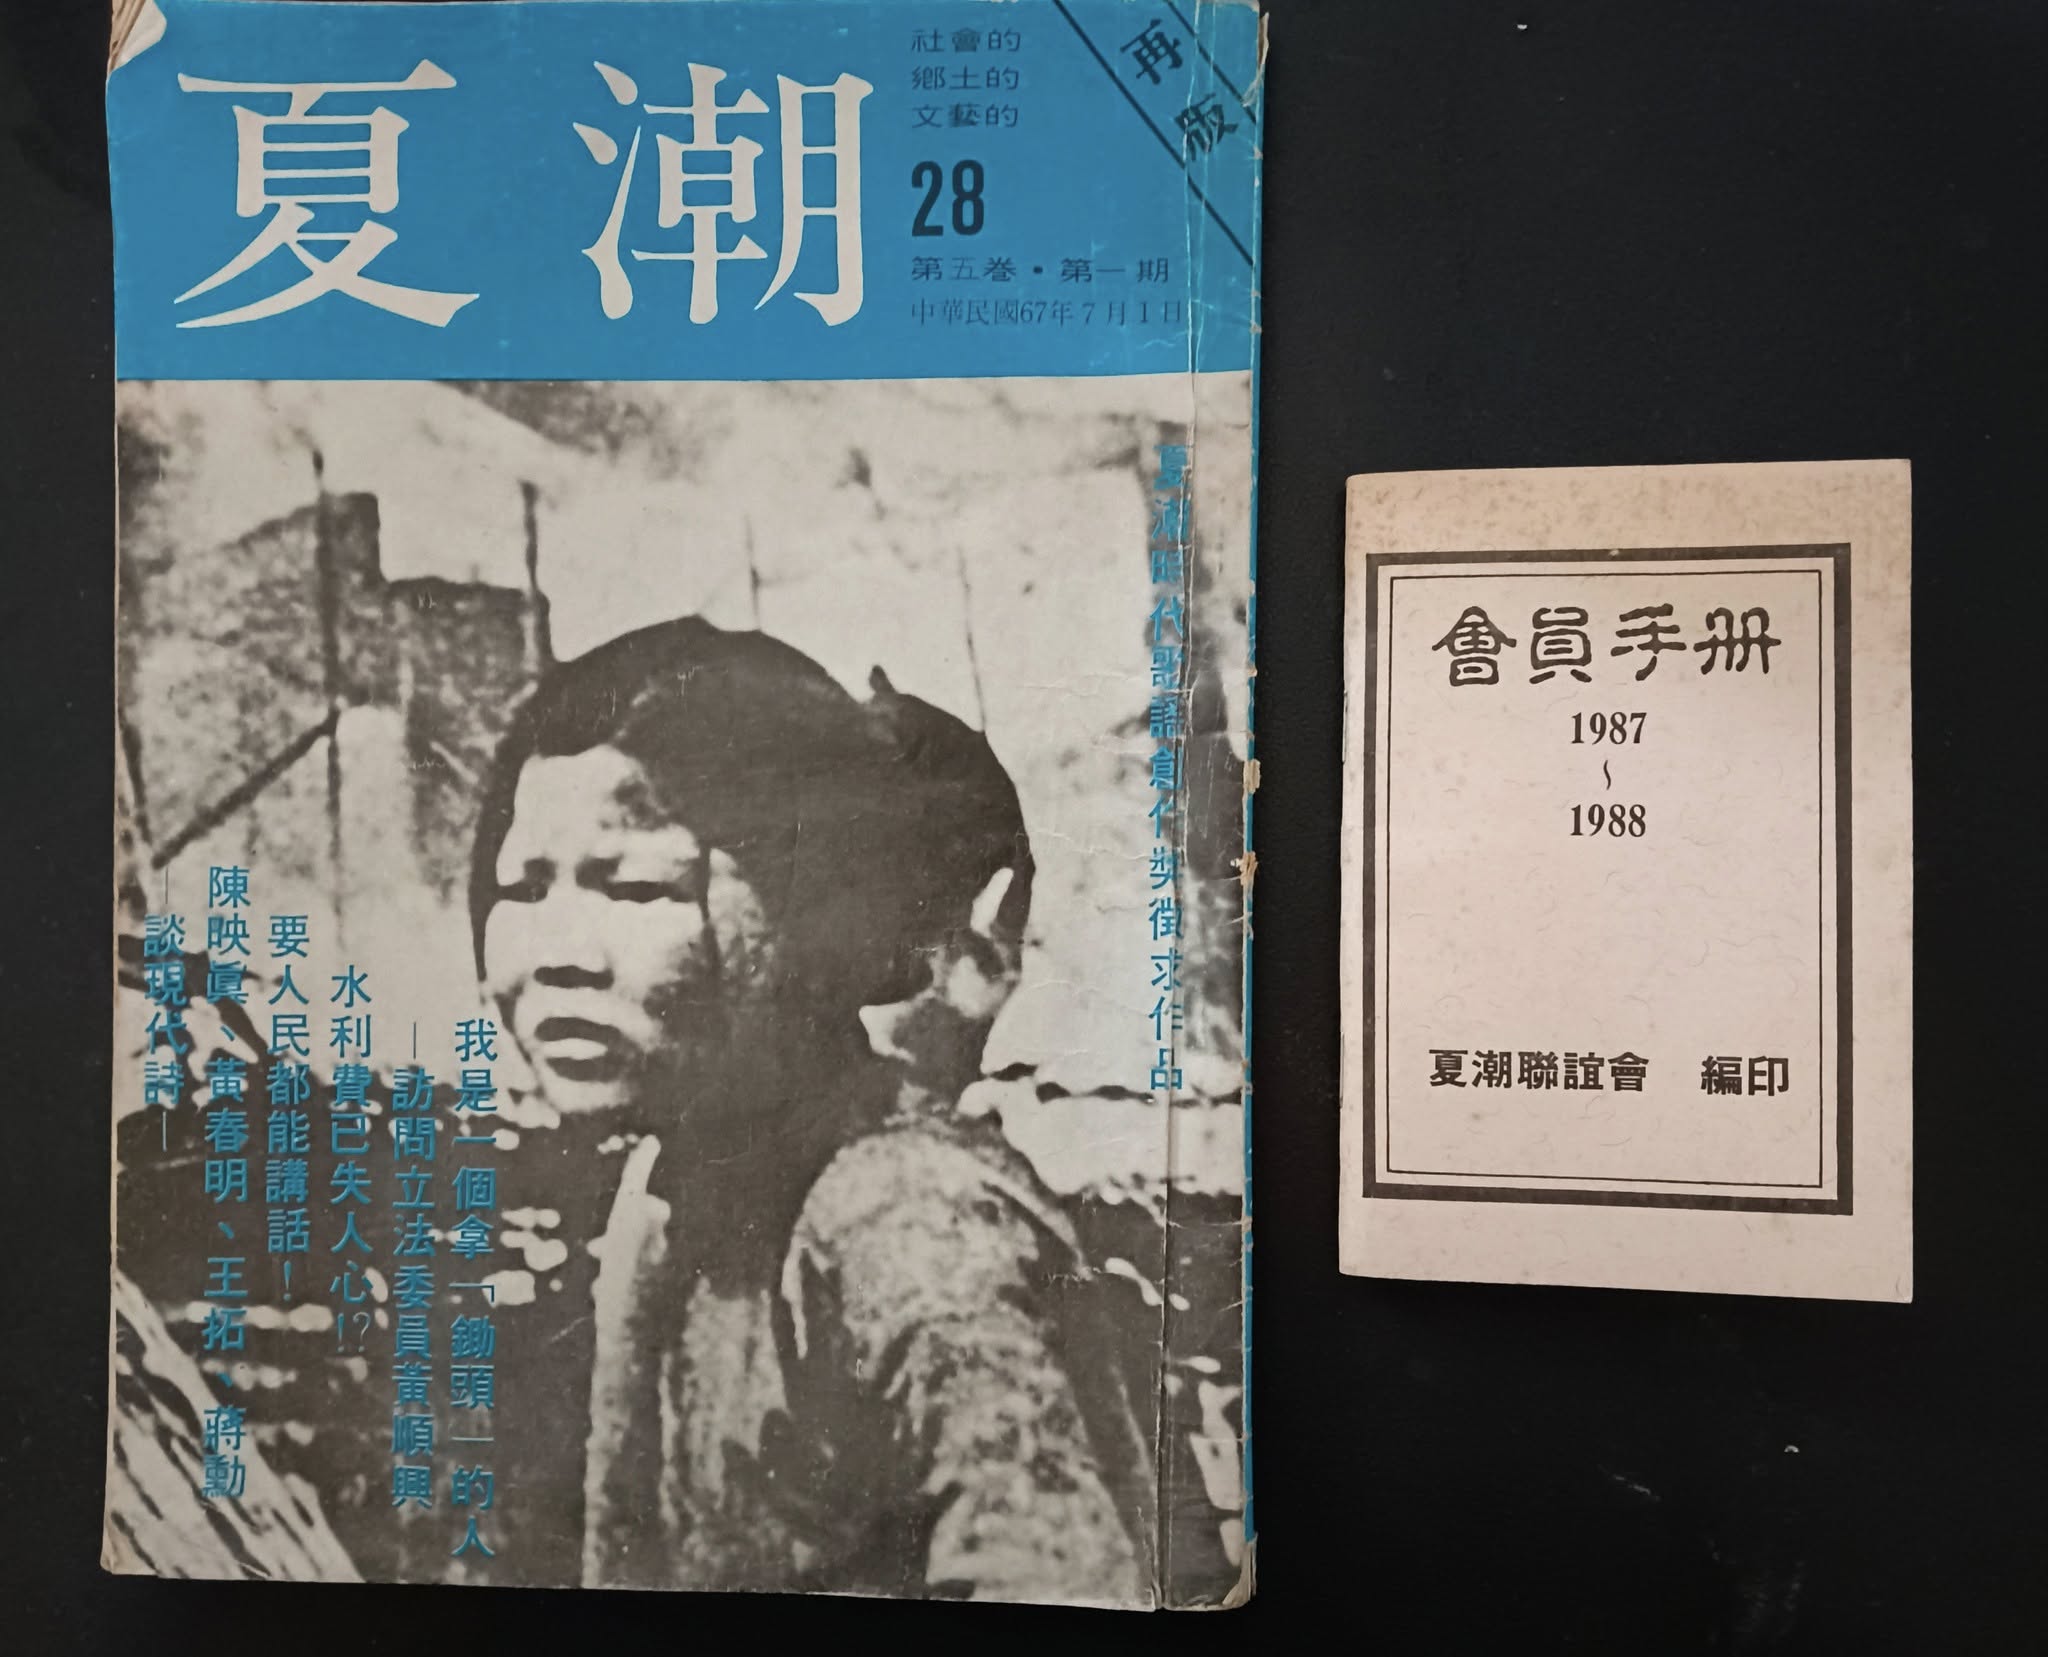 夏潮
社會的
鄉土的
文藝的
再版
28
第五卷・第一期
中華民國67年7月1日
夏潮時代歌謠創作獎徵求作品
我是一個拿「鋤頭」的人
—訪問立法委員黃順興
水利費已失人心!?
要人民都能講話！
陳映眞、黃春明、王拓、蔣勳
—談現代詩—
會員手册
1987
～
1988
夏潮聯誼會 編印